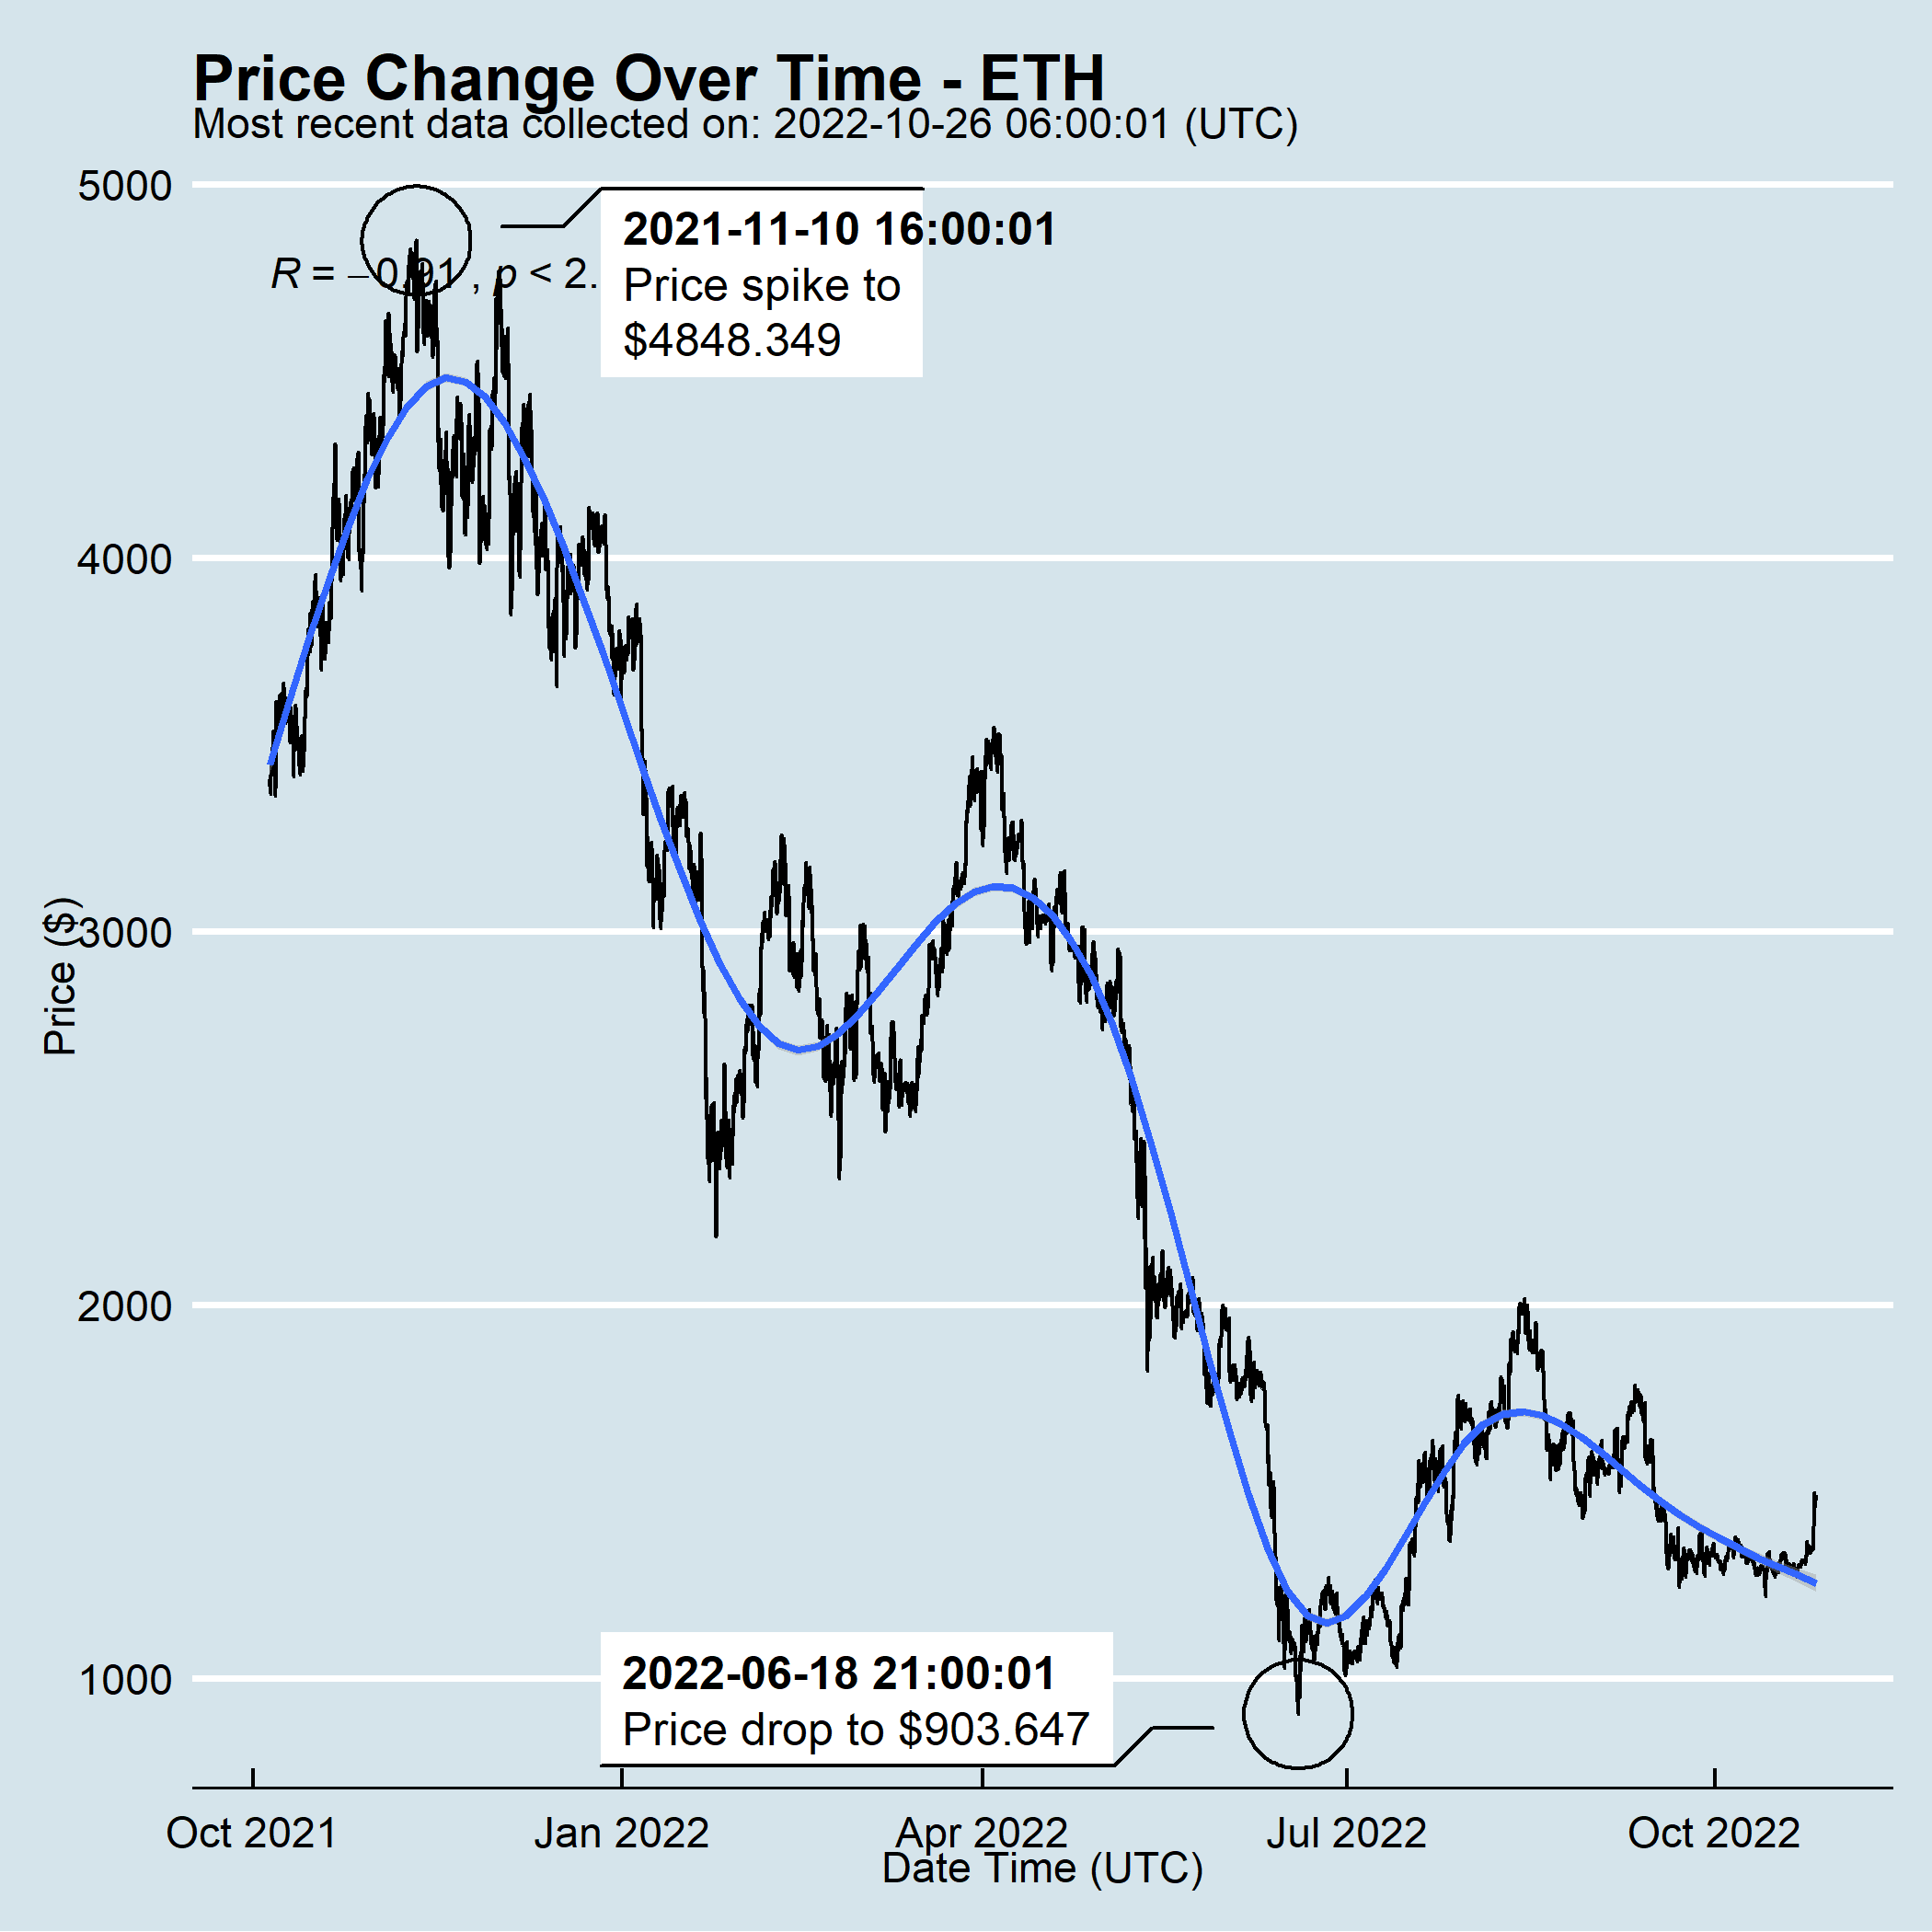 Price Change Over Time - ETH
Most recent data collected on: 2022-10-26 06:00:01 (UTC)
5000
2021-11-10 16:00:01
Price spike to
$4848.349
R = −0.91 , p < 2.
4000
Price ($)
3000
2000
1000
2022-06-18 21:00:01
Price drop to $903.647
Oct 2021
Jan 2022
Apr 2022
Jul 2022
Oct 2022
Date Time (UTC)